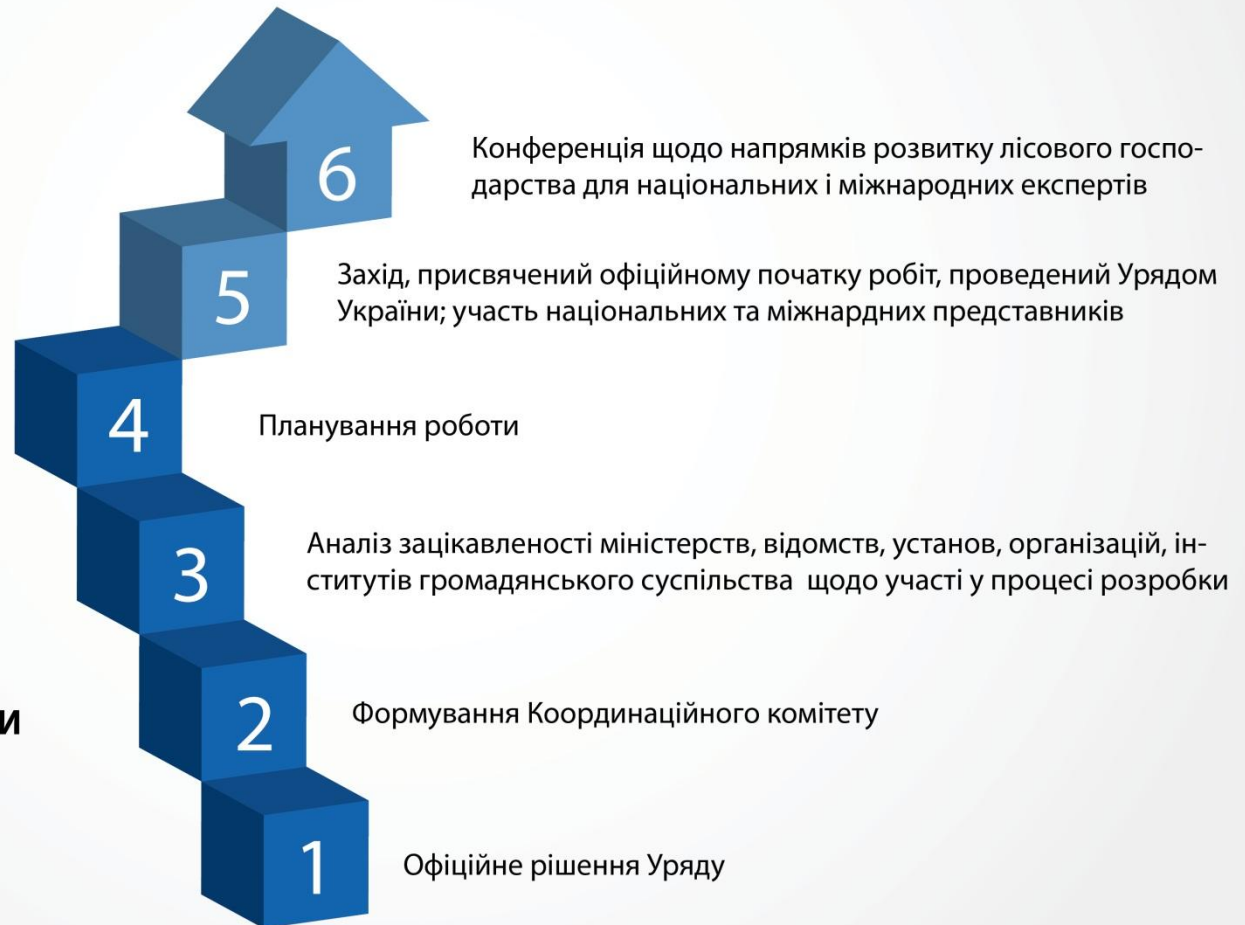 6
Конференція щодо напрямків розвитку лісового госпо-
дарства для національних і міжнародних експертів
5
Захід, присвячений офіційному початку робіт, проведений Урядом
України; участь національних та міжнардних представників
4
Планування роботи
3
Аналіз зацікавленості міністерств, відомств, установ, організацій, ін-
ститутів громадянського суспільства щодо участі у процесі розробки
и
2
Формування Координаційного комітету
1
Офіційне рішення Уряду